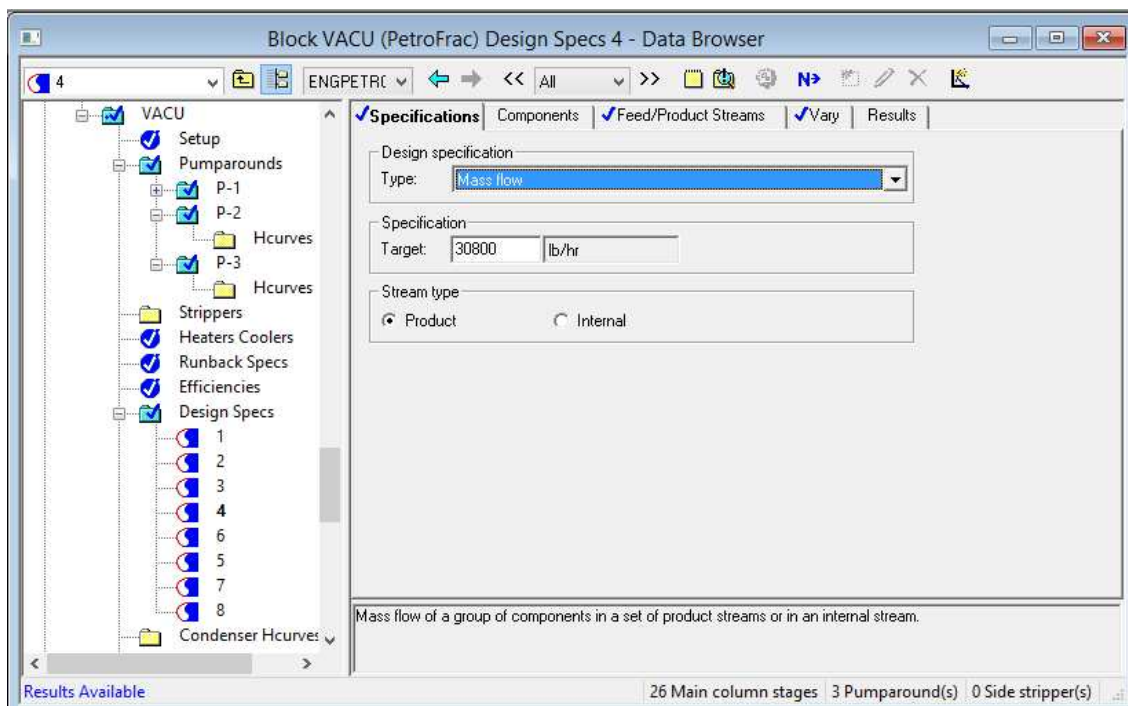 Block VACU (PetroFrac) Design Specs 4 - Data Browser
4
ENGPETR(
<<
All
>>
N
VACU
Setup
Pumparounds
P-1
P-2
Hcurves
P-3
Hcurves
Strippers
Heaters Coolers
Runback Specs
Efficiencies
Design Specs
1
2
3
4
6
5
7
8
Condenser Hcurves
Specifications Components Feed/Product Streams Vary Results
Design specification
Type: Mass flow
Specification
Target: 30800 lb/hr
Stream type
Product Internal
Mass flow of a group of components in a set of product streams or in an internal stream.
Results Available 26 Main column stages 3 Pumparound(s) 0 Side stripper(s)